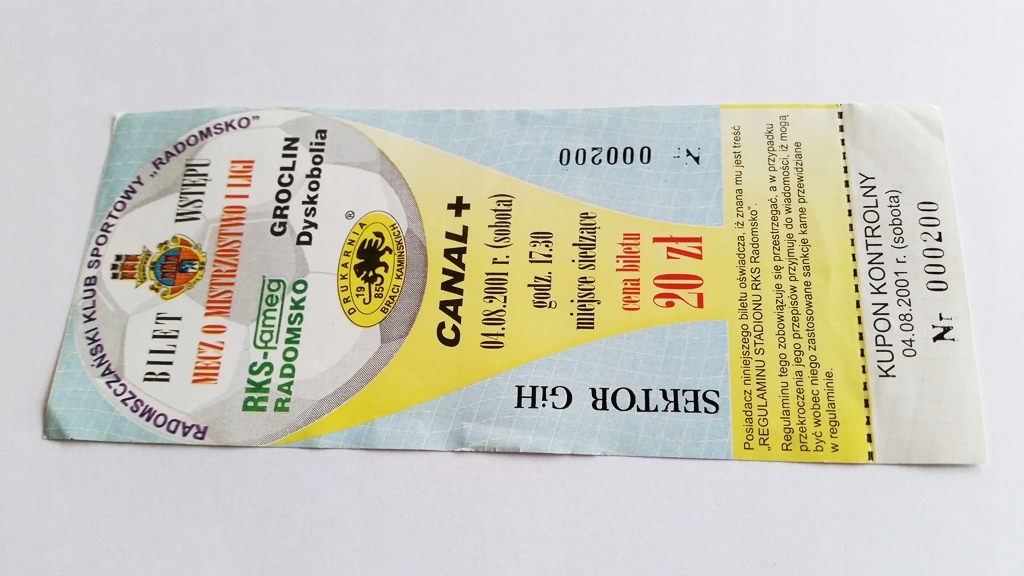 RADOMSZCZAŃSKI KLUB SPORTOWY „RADOMSKO”
BILET WSTĘPU
MECZ O MISTRZOSTWO I LIGI
RKS-Jameg GROCLIN
RADOMSKO Dyskobolia
DRUKARNIA ®
19
85
BRACI KAMIŃSKICH
CANAL+
04.08.2001 r. (sobota)
godz. 17.30
miejsce siedzące
cena biletu
20 zł
SEKTOR GiH
Nr 000200
Posiadacz niniejszego biletu oświadcza, iż znana mu jest treść
„REGULAMINU STADIONU RKS Radomsko”.
Regulaminu tego zobowiązuje się przestrzegać, a w przypadku
przekroczenia jego przepisów przyjmuje do wiadomości, iż mogą
być wobec niego zastosowane sankcje karne przewidziane
w regulaminie.
KUPON KONTROLNY
04.08.2001 r. (sobota)
Nr 000200